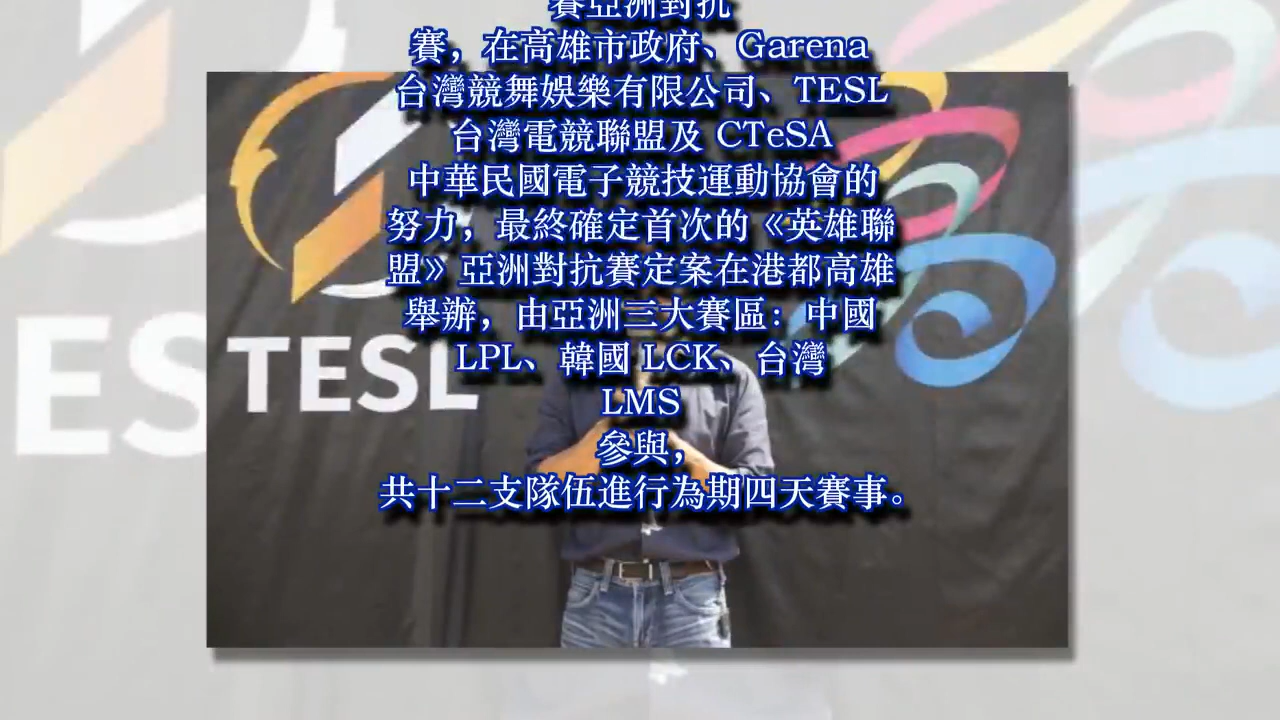 賽亞洲對抗
賽，在高雄市政府、Garena
台灣競舞娛樂有限公司、TESL
台灣電競聯盟及 CTeSA
中華民國電子競技運動協會的
努力，最終確定首次的《英雄聯
盟》亞洲對抗賽定案在港都高雄
舉辦，由亞洲三大賽區：中國
LPL、韓國 LCK、台灣
LMS
參與，
共十二支隊伍進行為期四天賽事。
TESL
ES